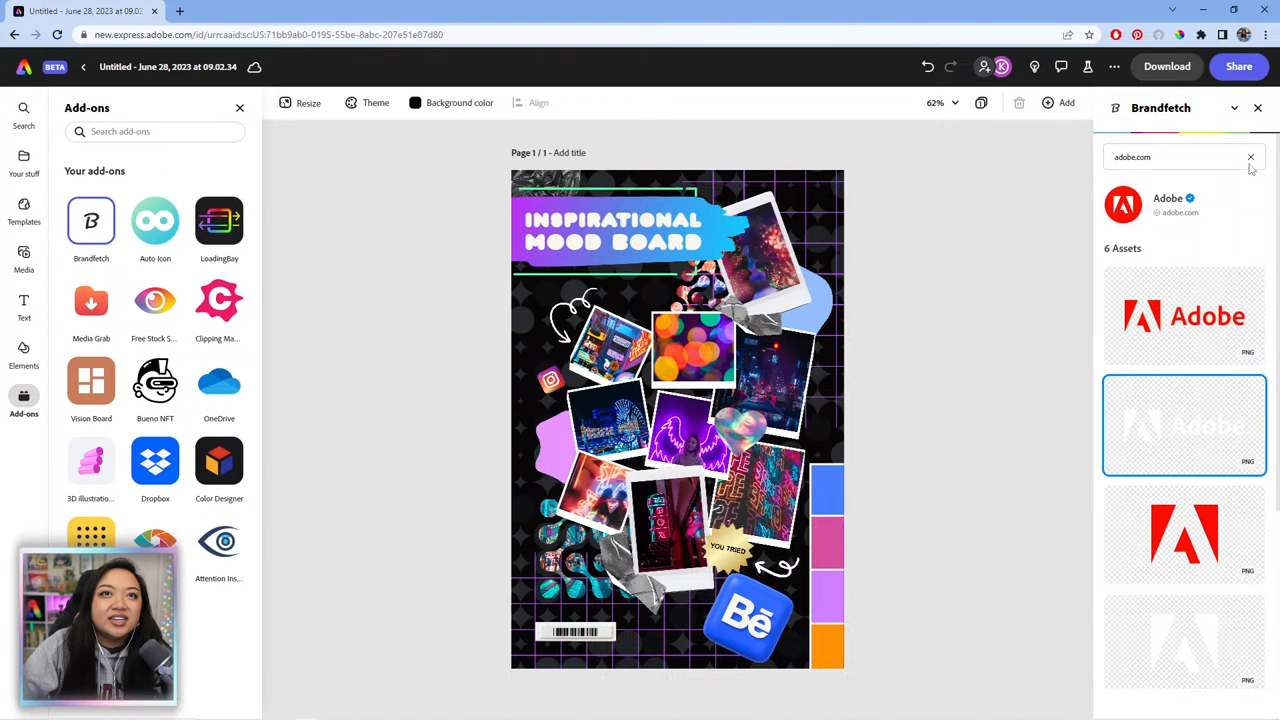 Untitled - June 28, 2023 at 09.02
new.express.adobe.com/id/urn:aaid:sc:US:71bb9ab0-0195-55be-8abc-207e51e87d80
BETA
Untitled - June 28, 2023 at 09.02.34
K
Download
Share
Search
Your stuff
Templates
Media
Text
Elements
Add-ons
Add-ons
Search add-ons
Your add-ons
Brandfetch
Auto Icon
LoadingBay
Media Grab
Free Stock S...
Clipping Ma...
Vision Board
Bueno NFT
OneDrive
3D illustratio...
Dropbox
Color Designer
Attention Ins...
Resize
Theme
Background color
Align
62%
Add
Page 1 / 1 - Add title
INSPIRATIONAL
MOOD BOARD
YOU TRIED
Bē
Brandfetch
adobe.com
Adobe
adobe.com
6 Assets
Adobe
PNG
Adobe
PNG
PNG
PNG